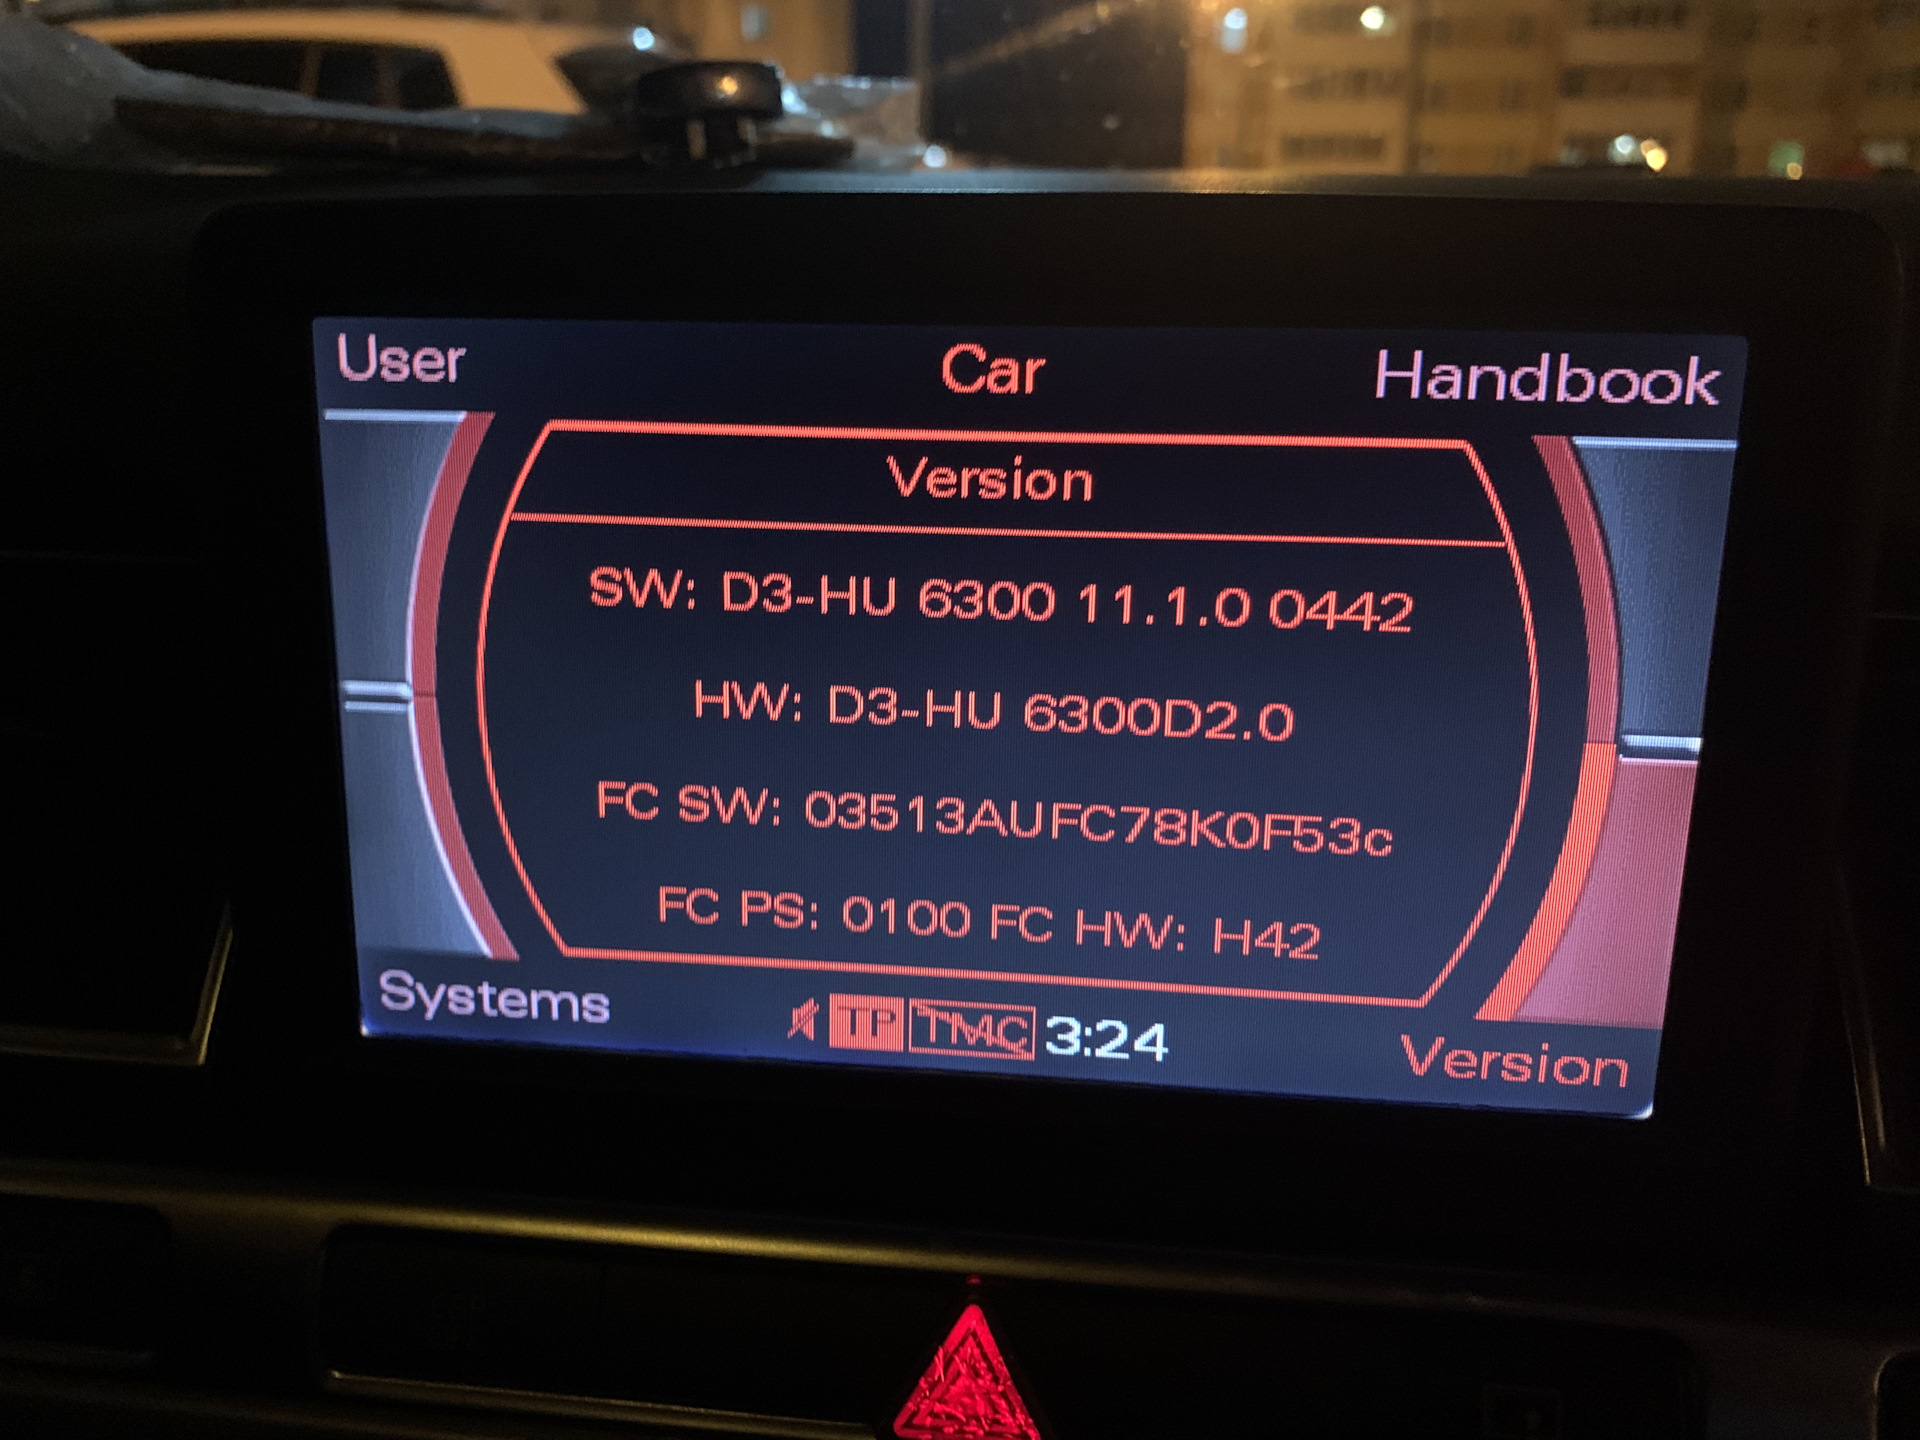 User
Car
Handbook
Version
SW: D3-HU 6300 11.1.0 0442
HW: D3-HU 6300D2.0
FC SW: 03513AUFC78K0F53c
FC PS: 0100 FC HW: H42
Systems
TP TMC 3:24
Version